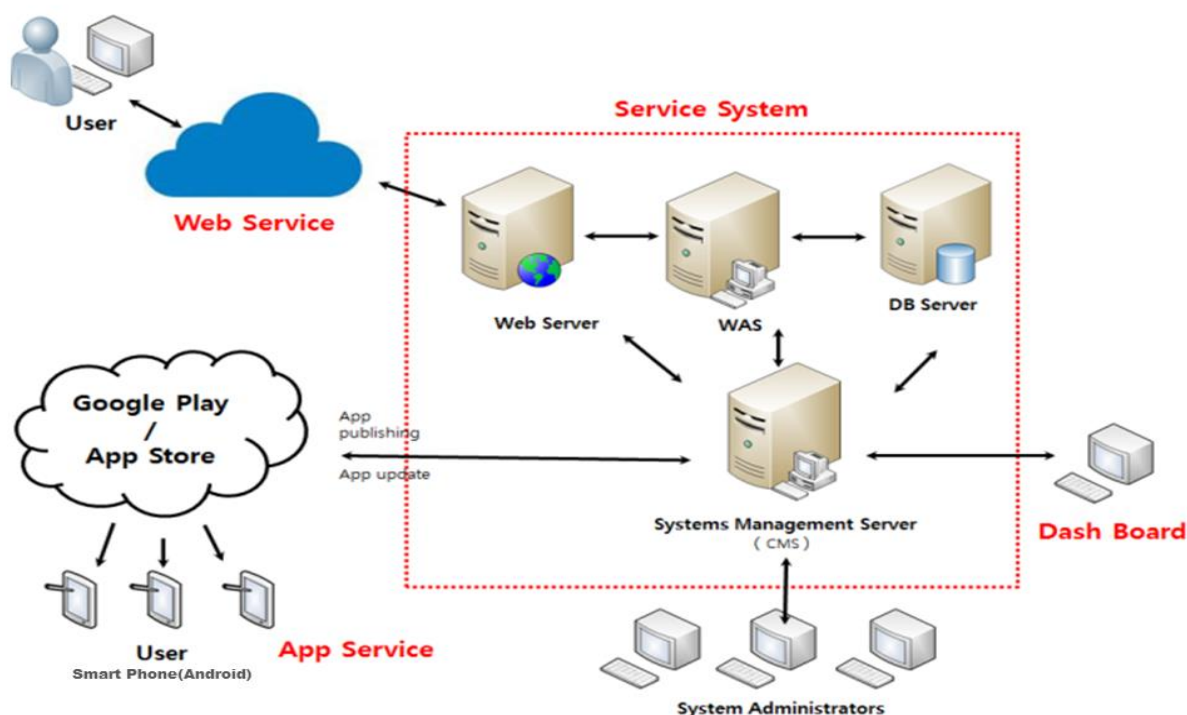 User
Service System
Web Service
Web Server
WAS
DB Server
Google Play
/
App Store
App
publishing
App update
Systems Management Server
( CMS )
Dash Board
User
App Service
Smart Phone(Android)
System Administrators